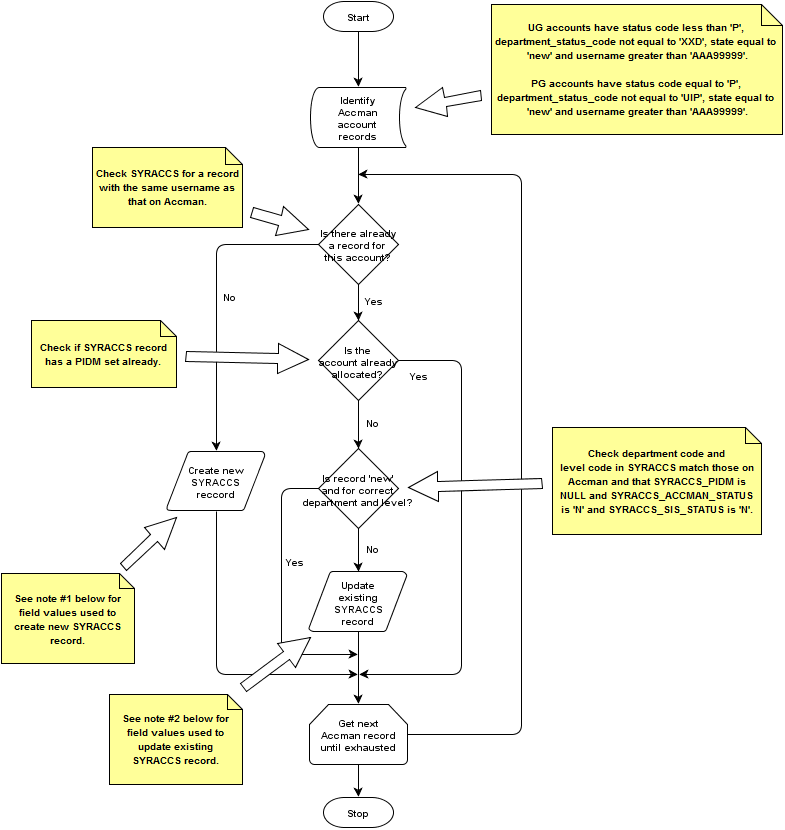 Start
UG accounts have status code less than 'P',
department_status_code not equal to 'XXD', state equal to
'new' and username greater than 'AAA99999'.
PG accounts have status code equal to 'P',
department_status_code not equal to 'UIP', state equal to
'new' and username greater than 'AAA99999'.
Identify
Accman
account
records
Check SYRACCS for a record
with the same username as
that on Accman.
Is there already
a record for
this account?
No
Yes
Check if SYRACCS record
has a PIDM set already.
Is the
account already
allocated?
Yes
No
Check department code and
level code in SYRACCS match those on
Accman and that SYRACCS_PIDM is
NULL and SYRACCS_ACCMAN_STATUS
is 'N' and SYRACCS_SIS_STATUS is 'N'.
Create new
SYRACCS
reccord
Is record 'new'
and for correct
department and level?
No
Yes
See note #1 below for
field values used to
create new SYRACCS
record.
Update
existing
SYRACCS
record
See note #2 below for
field values used to
update existing
SYRACCS record.
Get next
Accman record
until exhausted
Stop